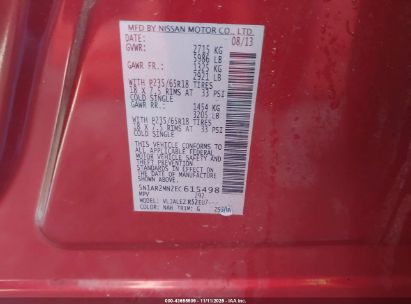 MFD BY NISSAN MOTOR CO., LTD.
DATE: 08/13
GVWR: 2715 KG
5986 LB
GAWR FR.: 1325 KG
2921 LB
WITH P235/65R18 TIRES
18 X 7.5 RIMS AT 33 PSI
COLD SINGLE
GAWR RR.: 1454 KG
3205 LB
WITH P235/65R18 TIRES
18 X 7.5 RIMS AT 33 PSI
COLD SINGLE
THIS VEHICLE CONFORMS TO
ALL APPLICABLE FEDERAL
MOTOR VEHICLE SAFETY AND
THEFT PREVENTION
STANDARDS IN EFFECT ON
THE DATE OF MANUFACTURE
SHOWN ABOVE.
5N1AR2MN2EC615498
MPV
MODEL:
COLOR: NAH TRIM: G